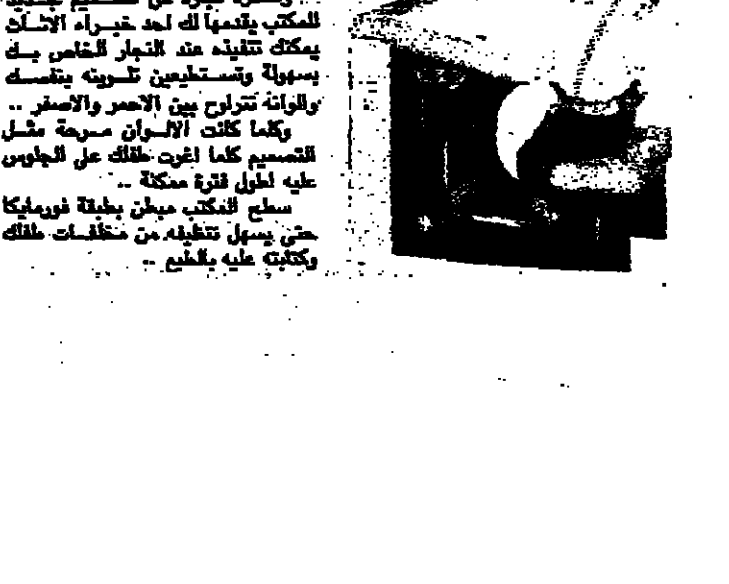 للمكتب يقدمها لك احد خبراء الاثاث
يمكنك تنفيذه عند النجار الخاص بك
بسهولة وتستطيعين تلوينه بنفسك
والوانه تتراوح بين الاحمر والاصفر ..
وكلما كانت الالوان مرحة مثل
التصميم كلما اغرت طفلك على الجلوس
عليه اطول فترة ممكنة ..
سطح المكتب مبطن بطبقة فورمايكا
حتى يسهل تنظيفه من مخلفات طفلك
وكتابته عليه بالطبع ..